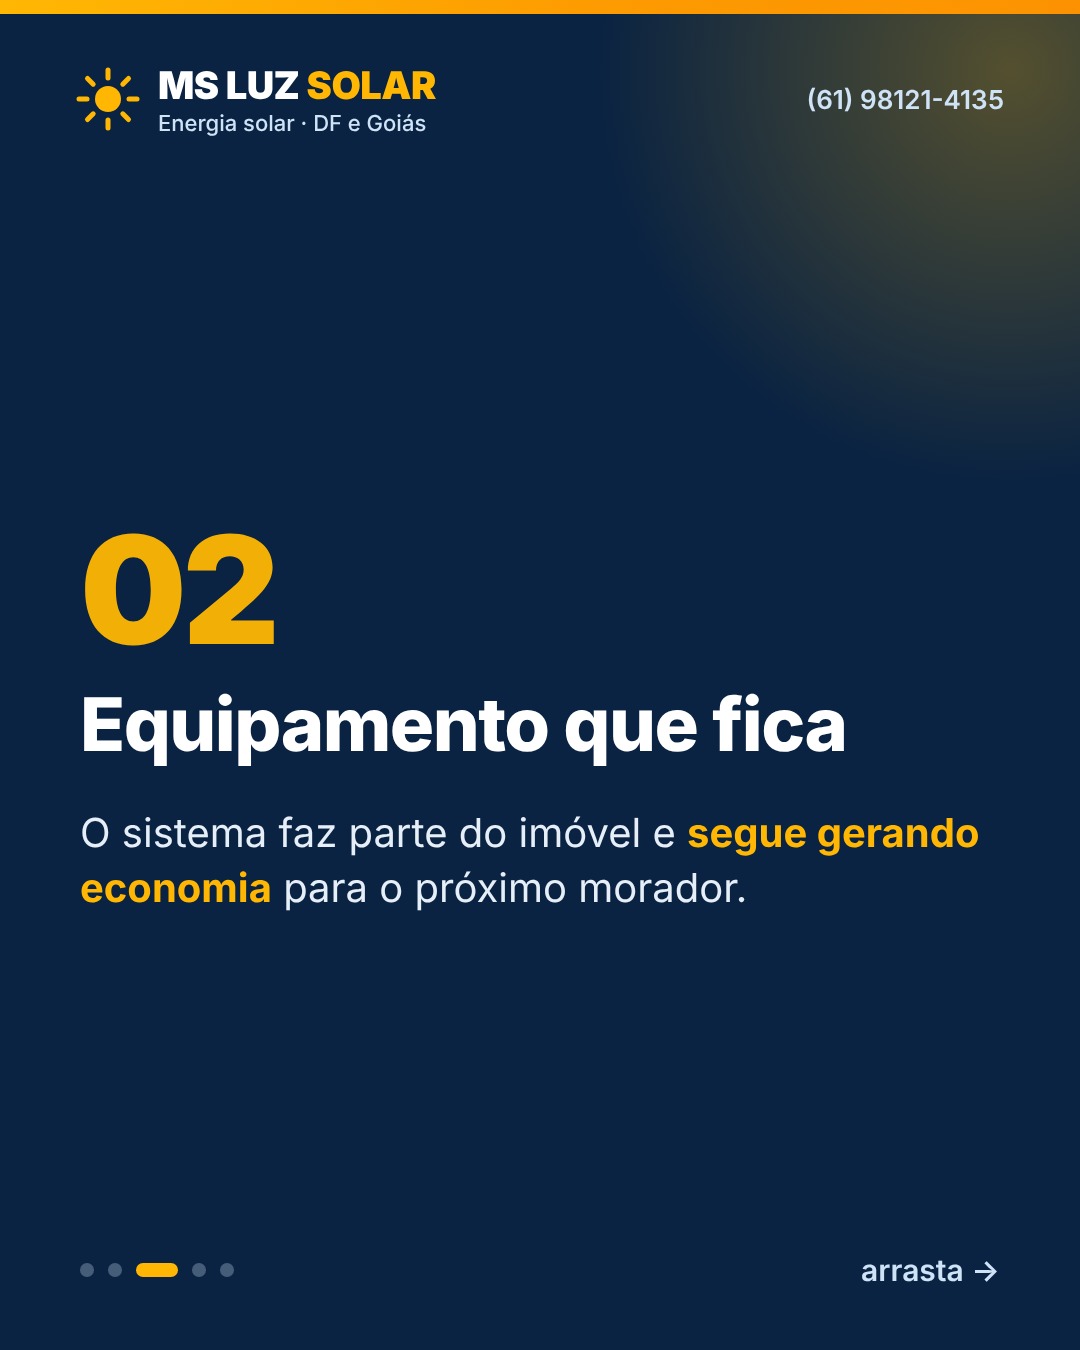 MS LUZ SOLAR
Energia solar · DF e Goiás
(61) 98121-4135
02
Equipamento que fica
O sistema faz parte do imóvel e segue gerando
economia para o próximo morador.
arrasta →